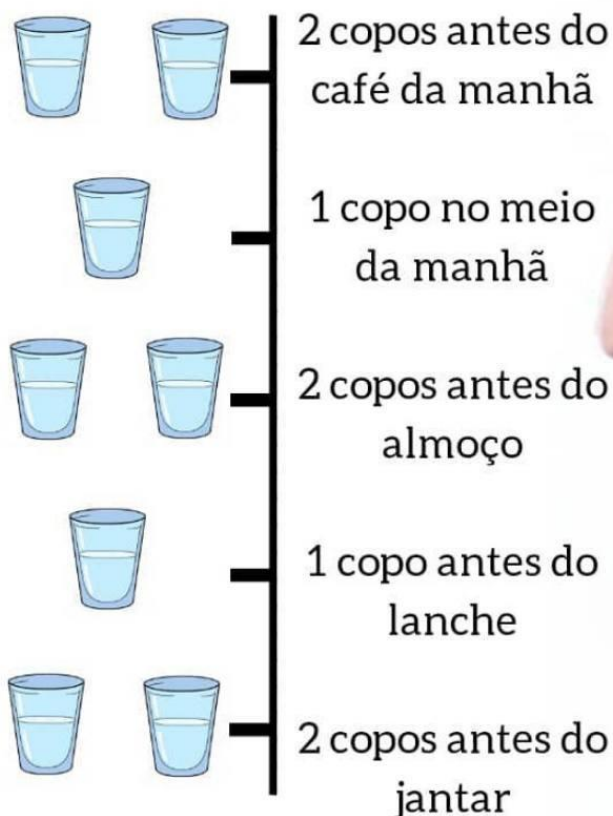 2 copos antes do
café da manhã
1 copo no meio
da manhã
2 copos antes do
almoço
1 copo antes do
lanche
2 copos antes do
jantar